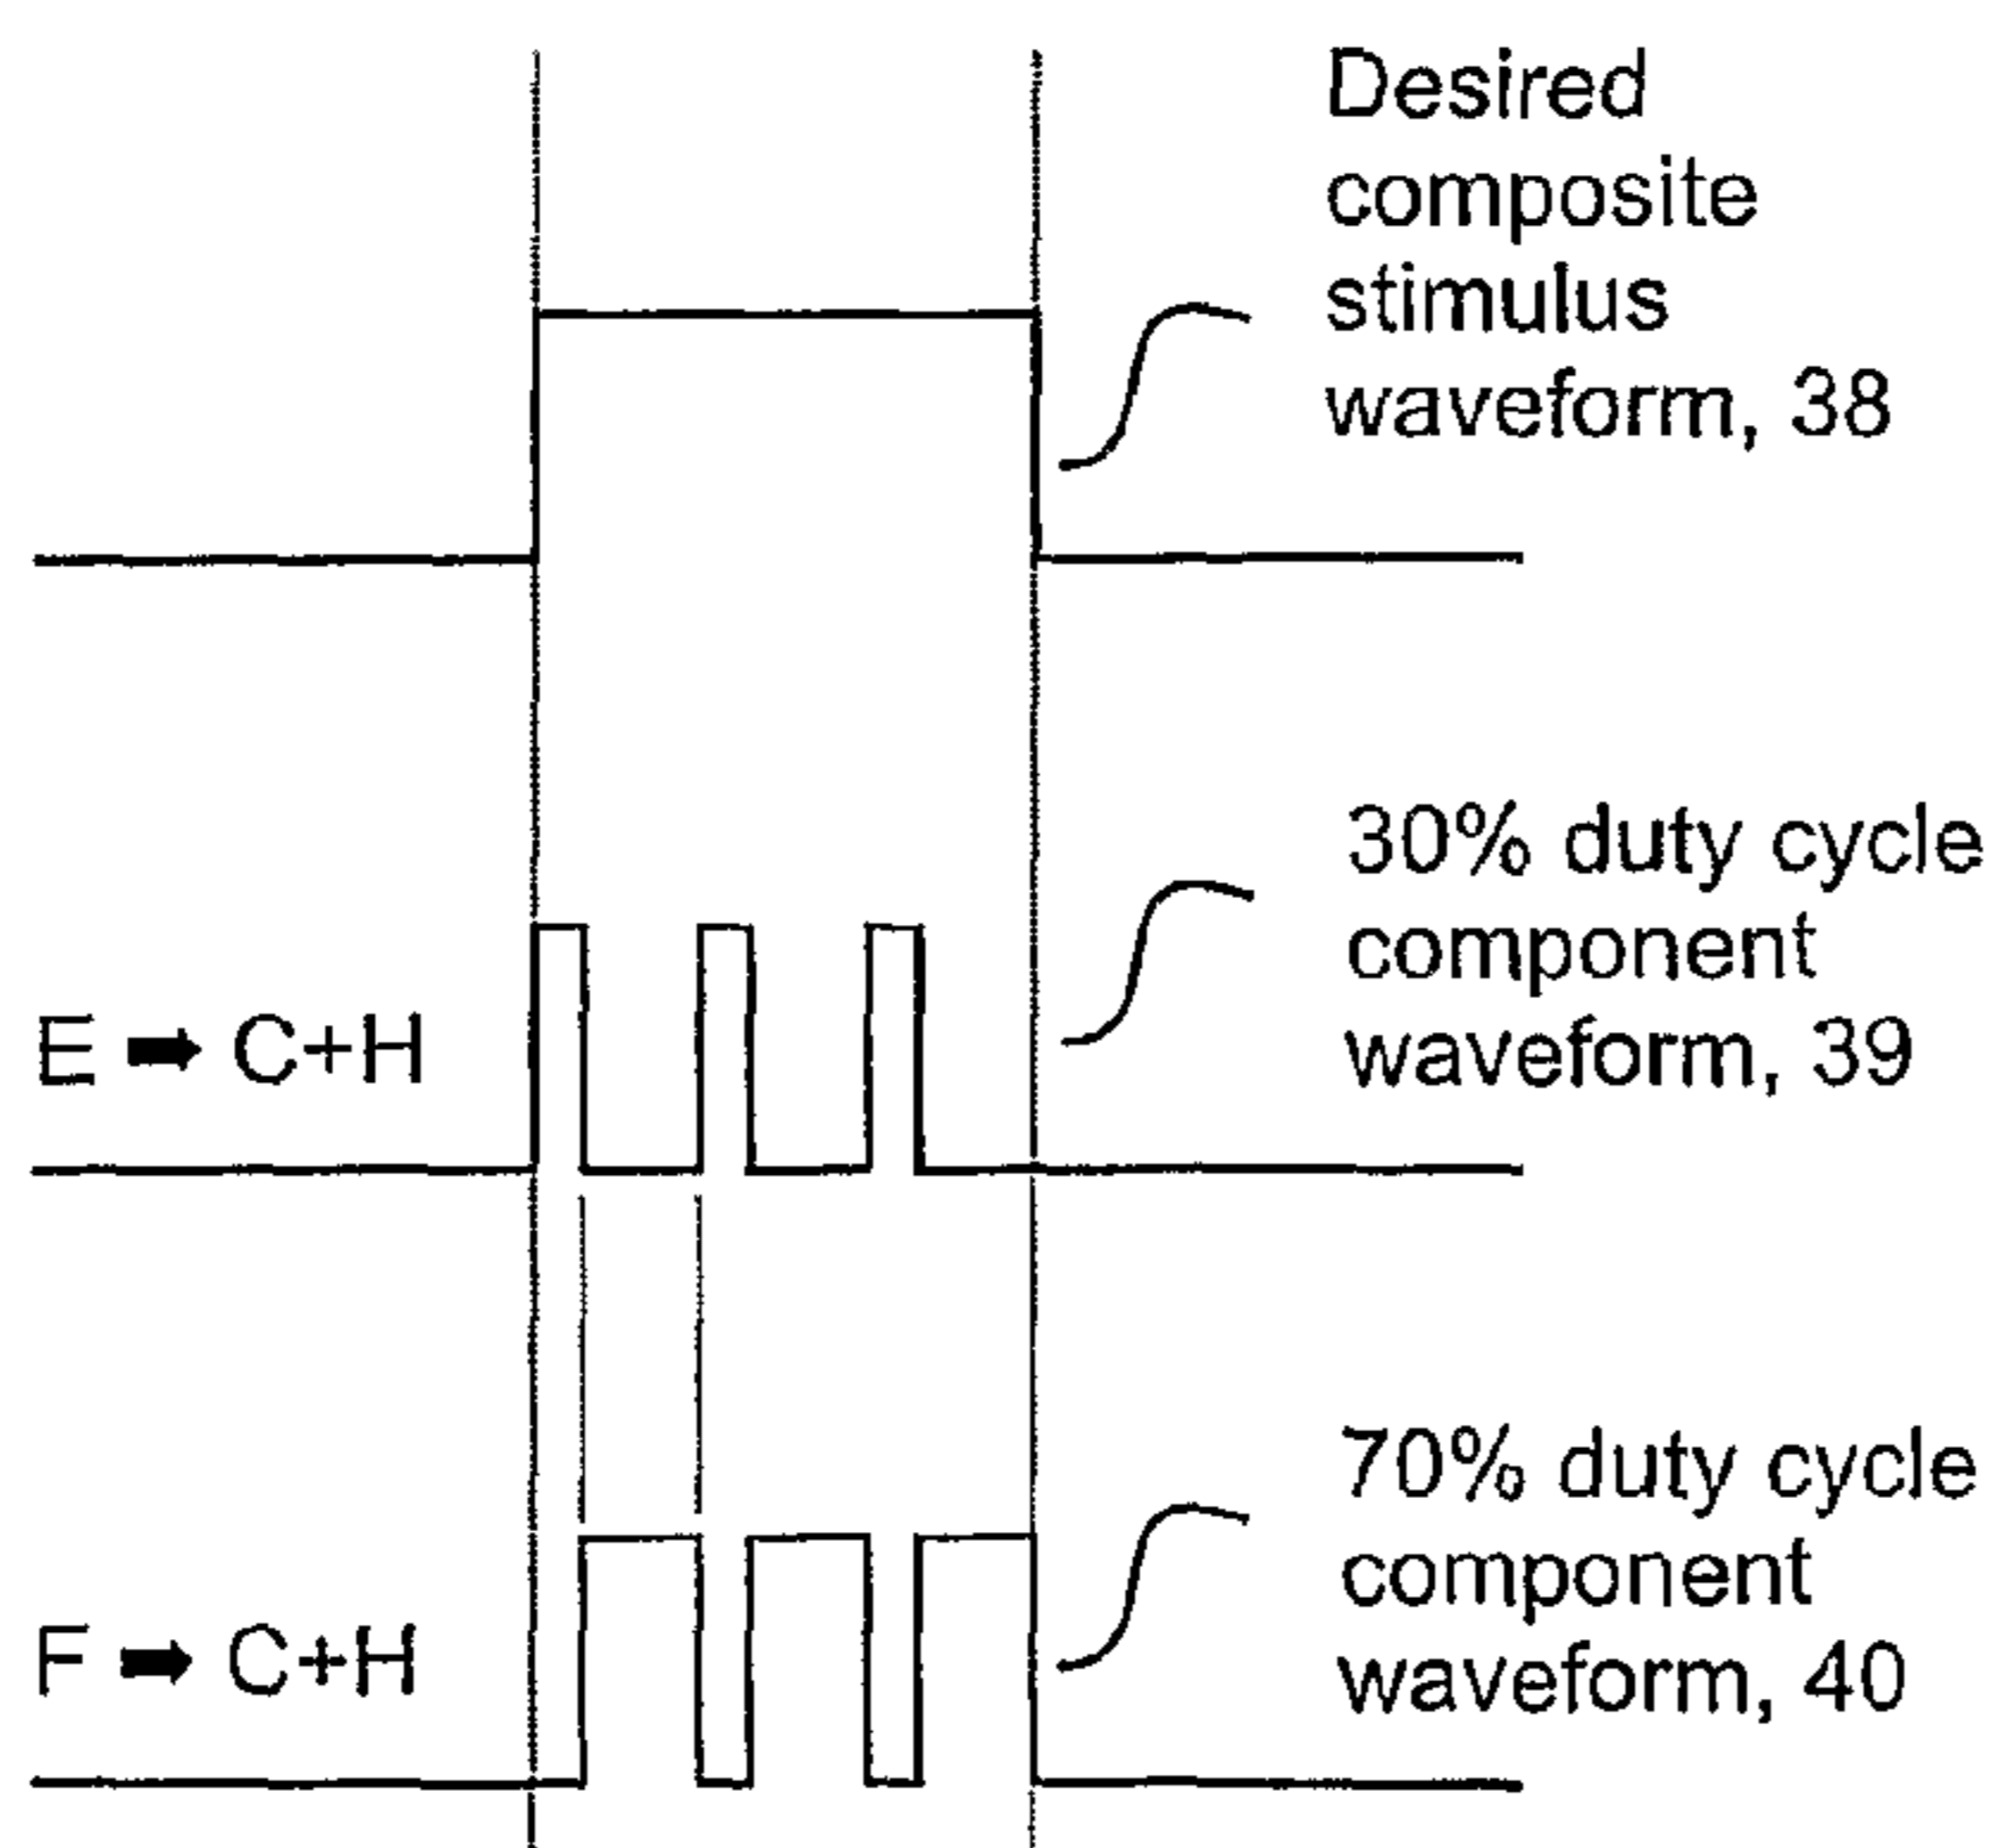 Desired
composite
stimulus
waveform, 38
30% duty cycle
component
waveform, 39
E ➡ C+H
70% duty cycle
component
waveform, 40
F ➡ C+H